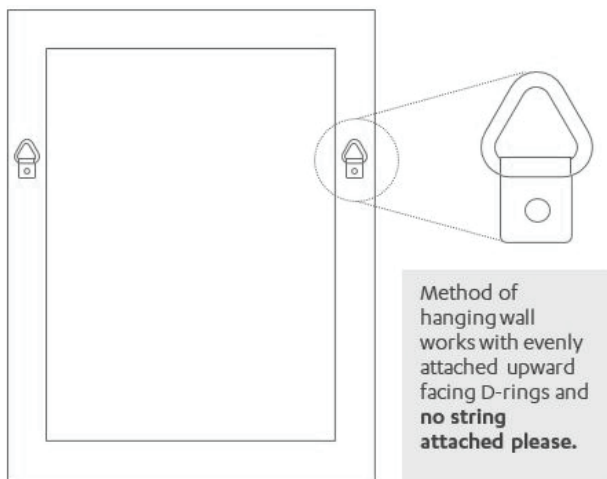 Method of
hanging wall
works with evenly
attached upward
facing D-rings and
no string
attached please.